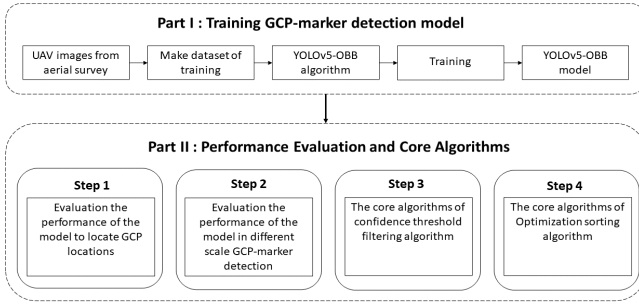 Part I : Training GCP-marker detection model
UAV images from
aerial survey
Make dataset of
training
YOLOv5-OBB
algorithm
Training
YOLOv5-OBB
model
Part II : Performance Evaluation and Core Algorithms
Step 1
Evaluation the
performance of the
model to locate GCP
locations
Step 2
Evaluation the
performance of the
model in different
scale GCP-marker
detection
Step 3
The core algorithms of
confidence threshold
filtering algorithm
Step 4
The core algorithms of
Optimization sorting
algorithm